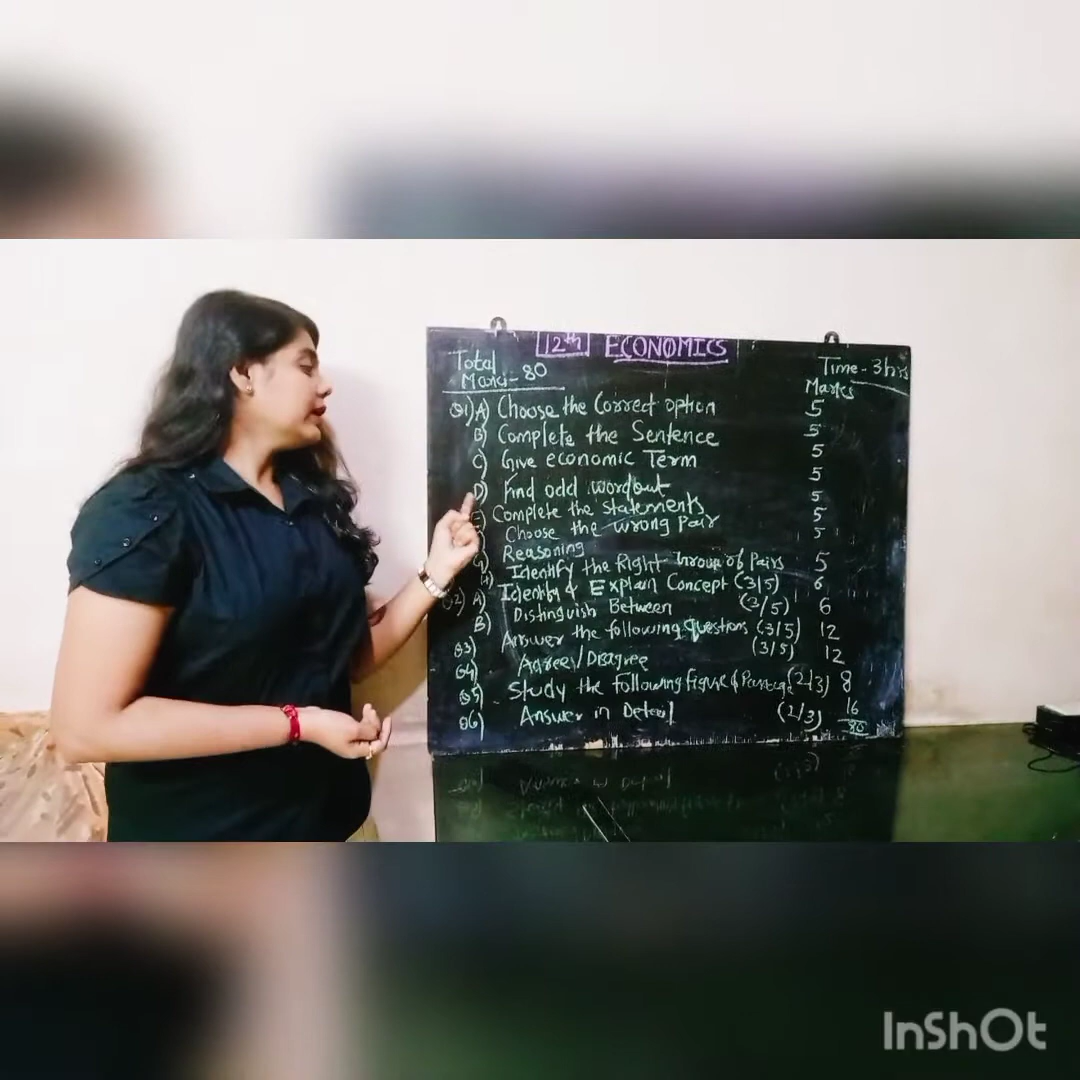 12th ECONOMICS
Total Time - 3hrs
Marks - 80 Marks
Q1) A) Choose the Correct option 5
B) Complete the Sentence 5
C) Give economic Term 5
D) Find odd word out 5
E) Complete the statements 5
Choose the wrong pair 5
G) Reasoning 5
H) Identify the Right Group of Pairs 5
Q2) A) Identify & Explain Concept (3/5) 6
B) Distinguish Between (3/5) 6
Q3) Answer the following questions (3/5) 12
Q4) Agree/Disagree (3/5) 12
Q5) Study the following figure & Passage (2/3) 8
Q6) Answer in Detail (2/3) 16
80
InShOt